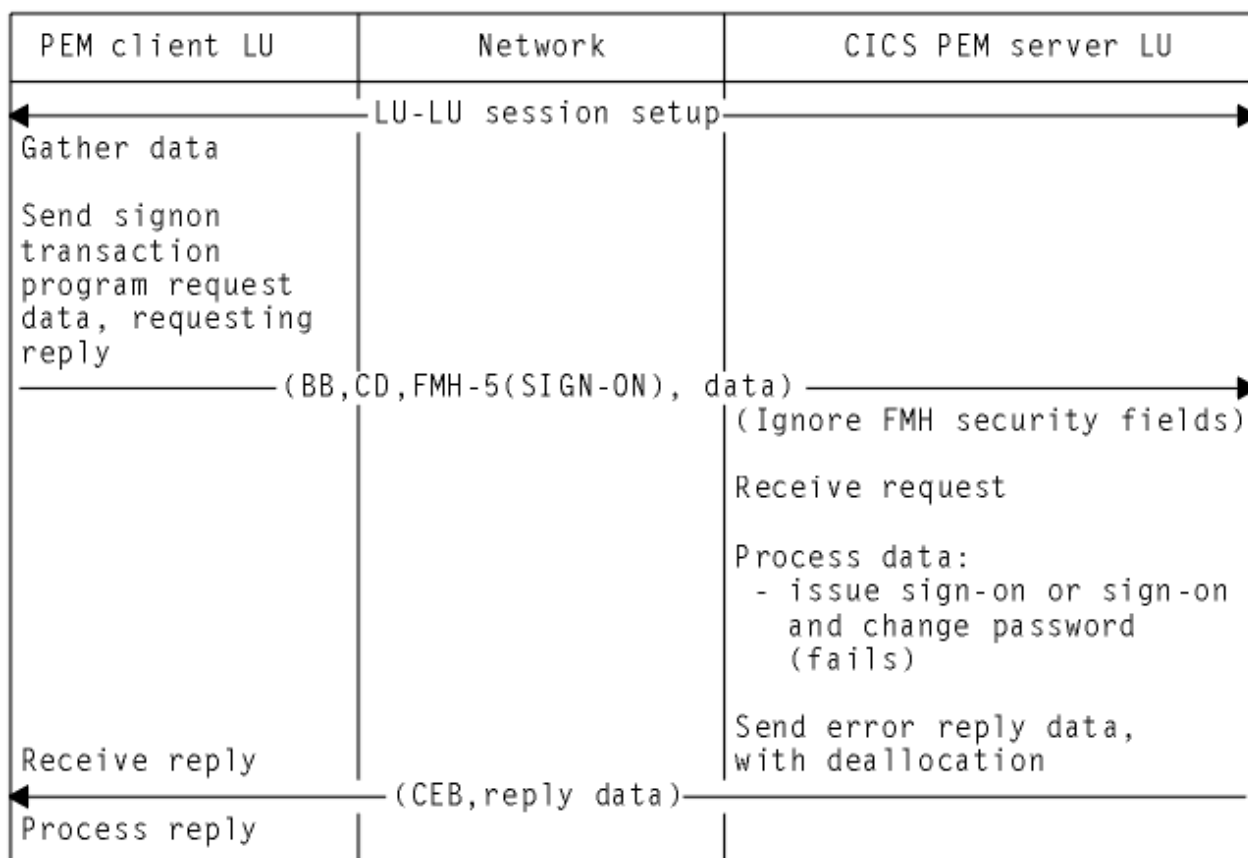 PEM client LU    Network    CICS PEM server LU
LU-LU session setup
Gather data
Send signon
transaction
program request
data, requesting
reply
(BB,CD,FMH-5(SIGN-ON), data)
(Ignore FMH security fields)
Receive request
Process data:
- issue sign-on or sign-on
and change password
(fails)
Send error reply data,
with deallocation
Receive reply
(CEB,reply data)
Process reply